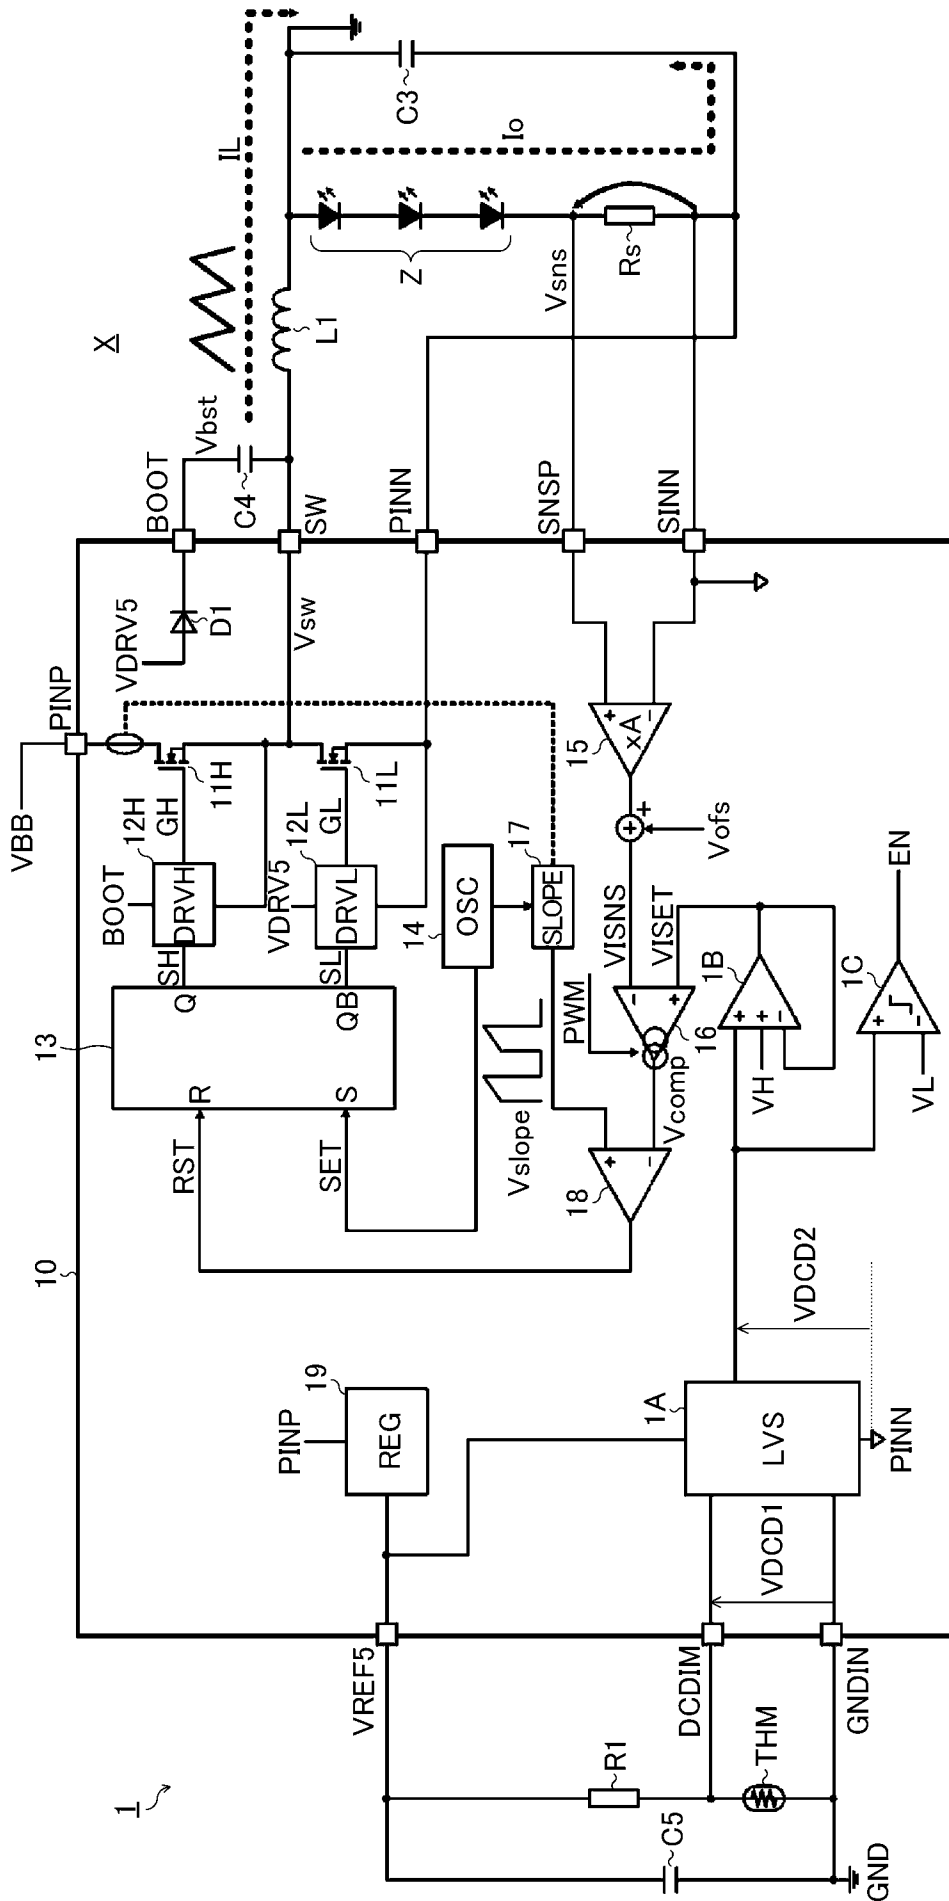 1
X
VBB
PINP
10
13
12H
GH
BOOT
DRVH
SH
Q
11H
VDRV5
D1
BOOT
Vbst
C4
IL
VDRV5
12L
GL
DRVL
SL
QB
11L
Vsw
SW
L1
R
S
RST
SET
14
OSC
17
SLOPE
Vslope
PINN
Z
Io
C3
Vsns
Rs
SNSP
SINN
15
xA
+
-
+
+
Vofs
VISNS
VISET
PWM
-
+
16
Vcomp
18
+
-
PINP
19
REG
VREF5
1A
LVS
PINN
VDCD1
VDCD2
DCDIM
GNDIN
R1
THM
C5
GND
1B
+
+
-
VH
1C
+
-
VL
EN